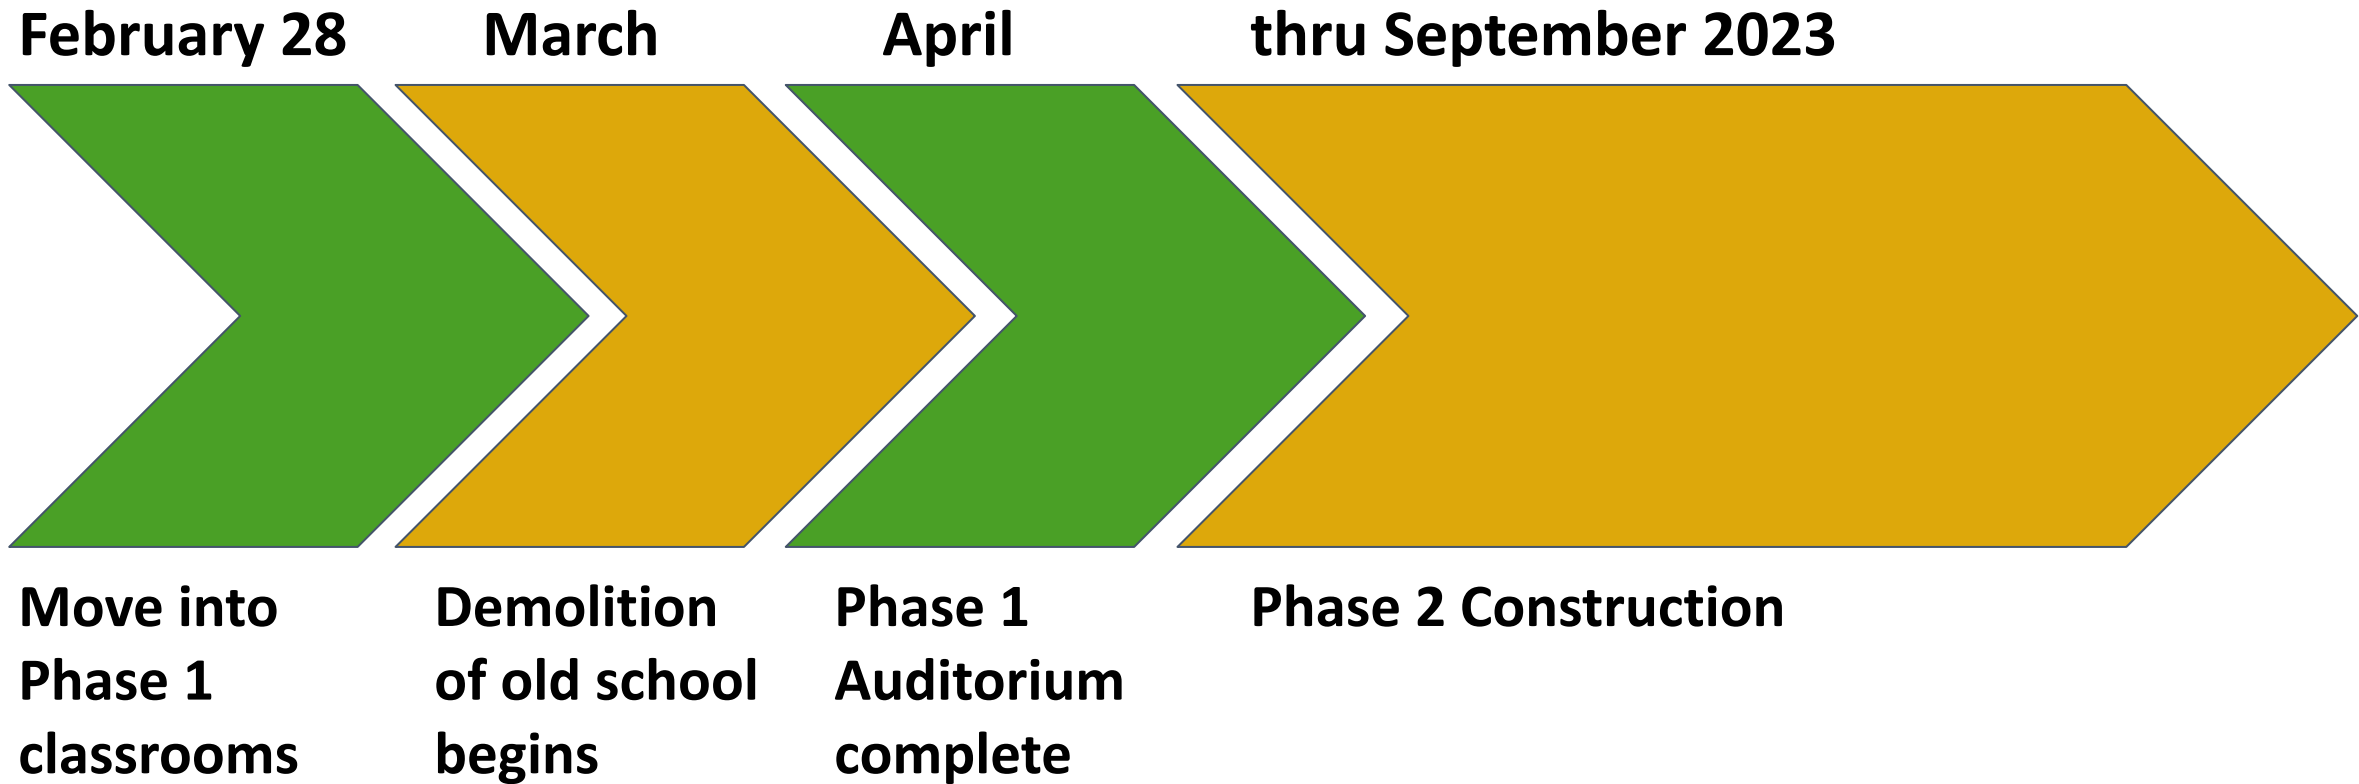 February 28
March
April
thru September 2023
Move into
Phase 1
classrooms
Demolition
of old school
begins
Phase 1
Auditorium
complete
Phase 2 Construction